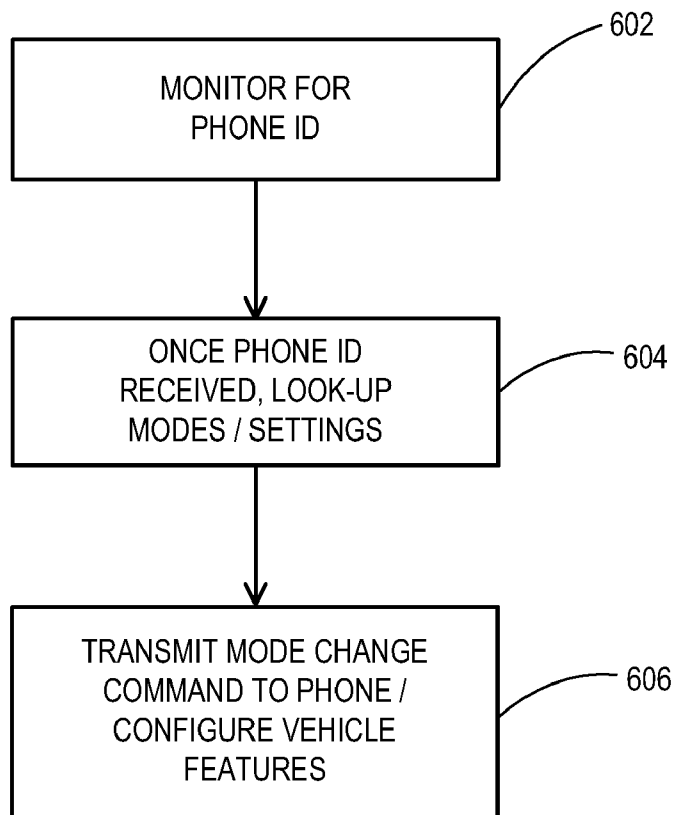 602
MONITOR FOR
PHONE ID
ONCE PHONE ID
RECEIVED, LOOK-UP
MODES / SETTINGS
604
TRANSMIT MODE CHANGE
COMMAND TO PHONE /
CONFIGURE VEHICLE
FEATURES
606